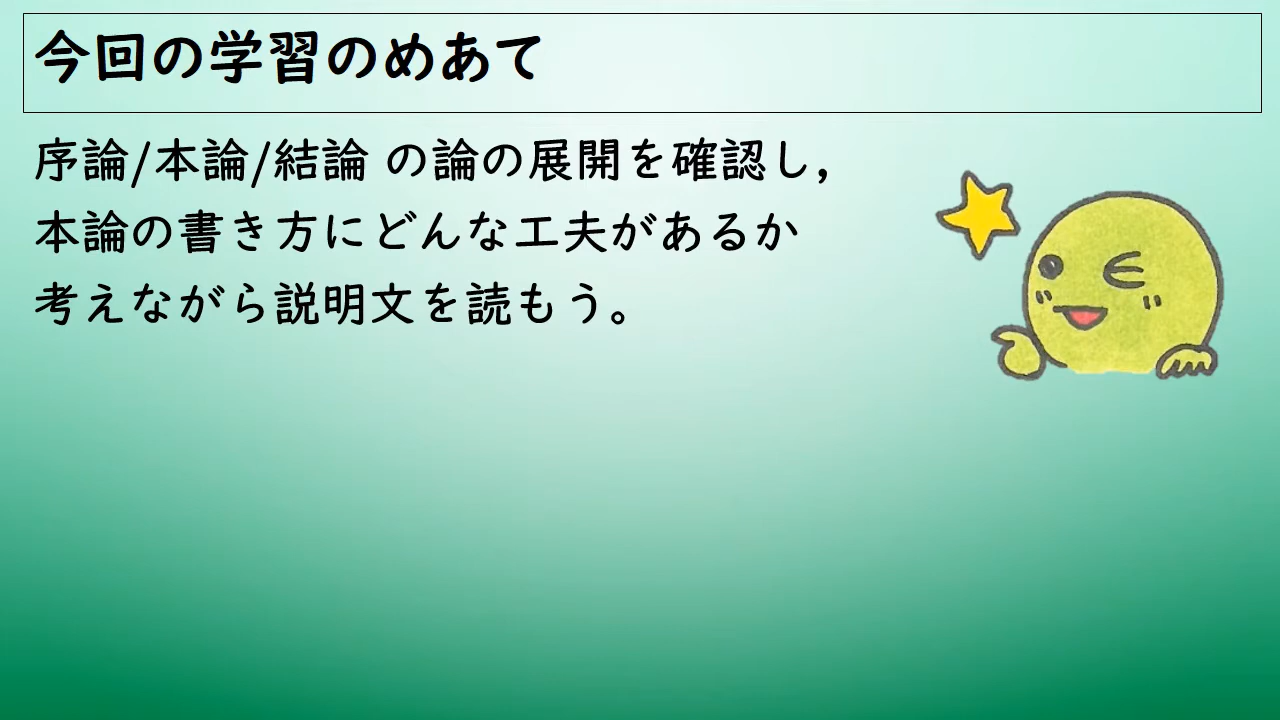 今回の学習のめあて
序論/本論/結論 の論の展開を確認し，
本論の書き方にどんな工夫があるか
考えながら説明文を読もう。